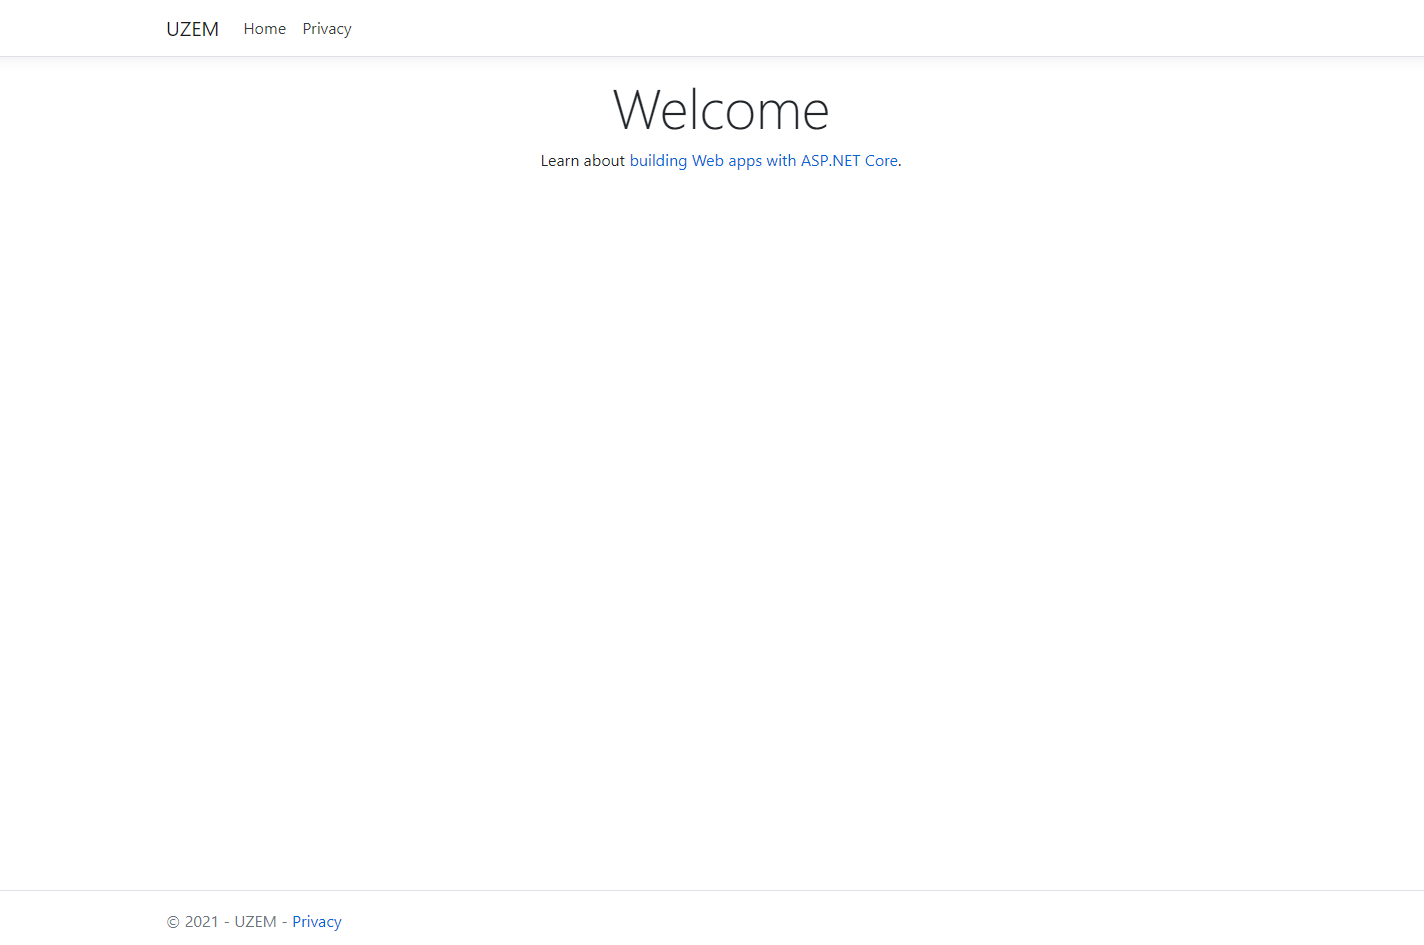 UZEM Home Privacy
Welcome
Learn about building Web apps with ASP.NET Core.
© 2021 - UZEM - Privacy